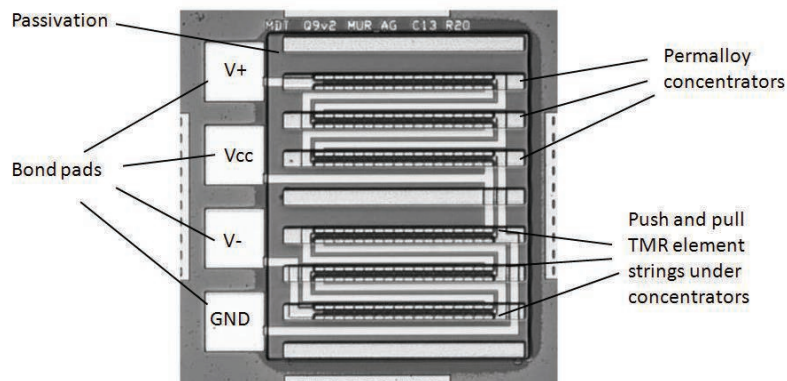 Passivation
MDT Q9v2 MUR_AG C13 R20
V+
Vcc
Bond pads
V-
GND
Permalloy
concentrators
Push and pull
TMR element
strings under
concentrators